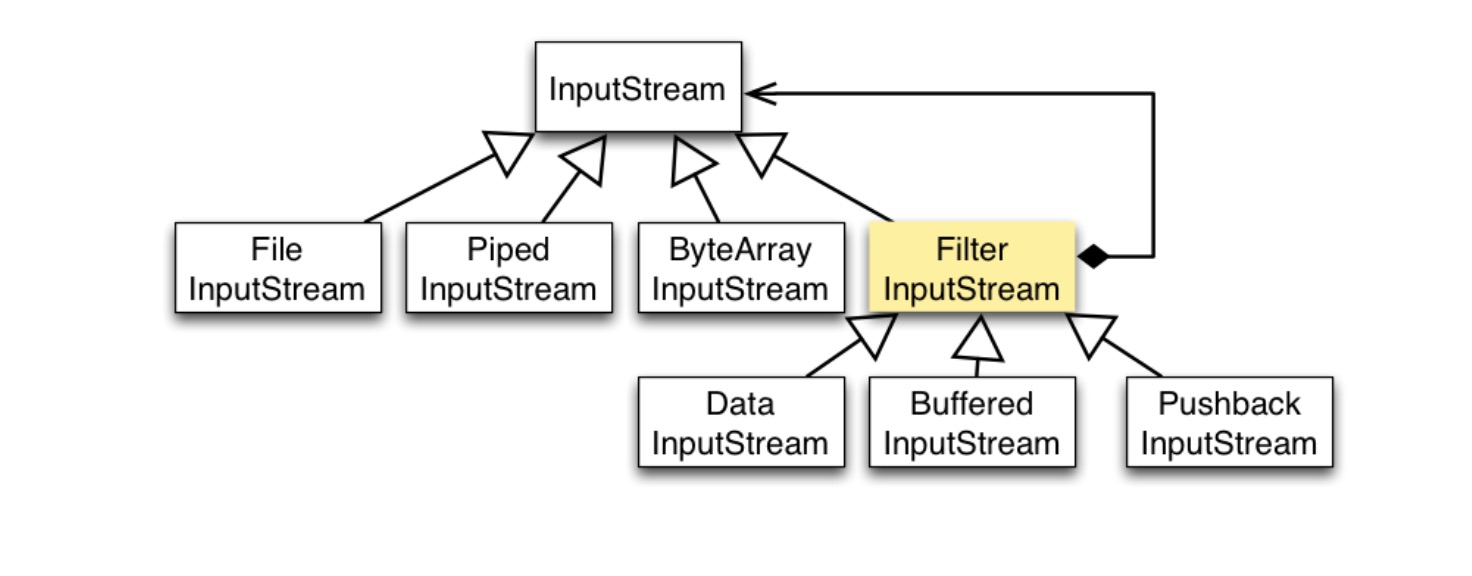 InputStream
File
InputStream
Piped
InputStream
ByteArray
InputStream
Filter
InputStream
Data
InputStream
Buffered
InputStream
Pushback
InputStream